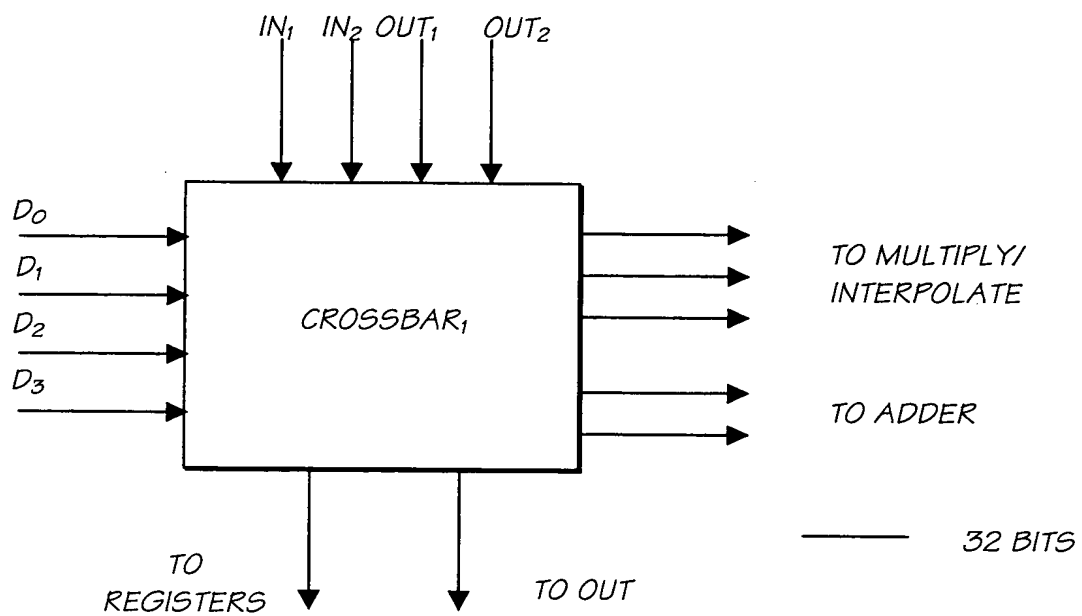 IN₁ IN₂ OUT₁ OUT₂
D₀
D₁
D₂
D₃
CROSSBAR₁
TO MULTIPLY/
INTERPOLATE
TO ADDER
32 BITS
TO
REGISTERS
TO OUT